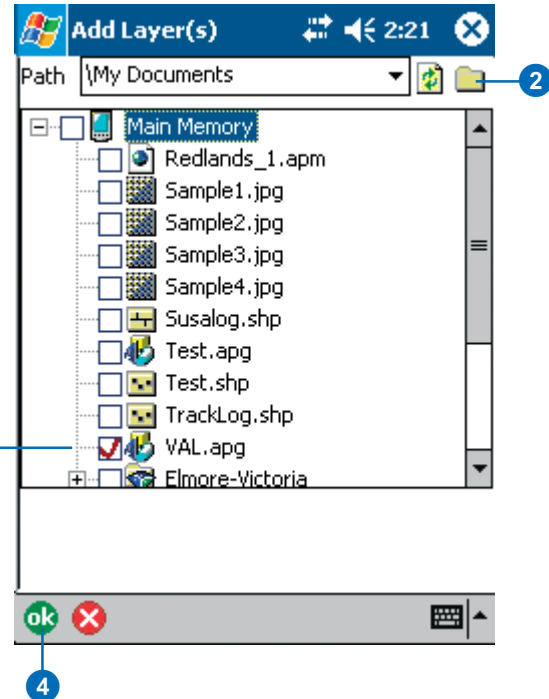 Add Layer(s) 2:21
Path \My Documents
2
Main Memory
Redlands_1.apm
Sample1.jpg
Sample2.jpg
Sample3.jpg
Sample4.jpg
Susalog.shp
Test.apg
Test.shp
TrackLog.shp
VAL.apg
Elmore-Victoria
ok
4